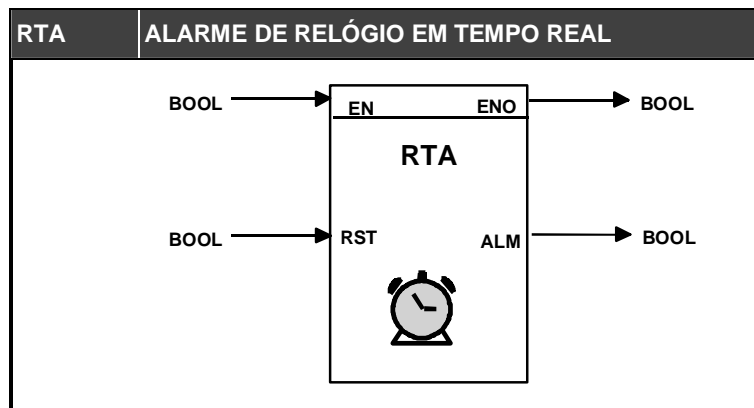 RTA ALARME DE RELÓGIO EM TEMPO REAL
BOOL EN ENO BOOL
RTA
BOOL RST ALM BOOL